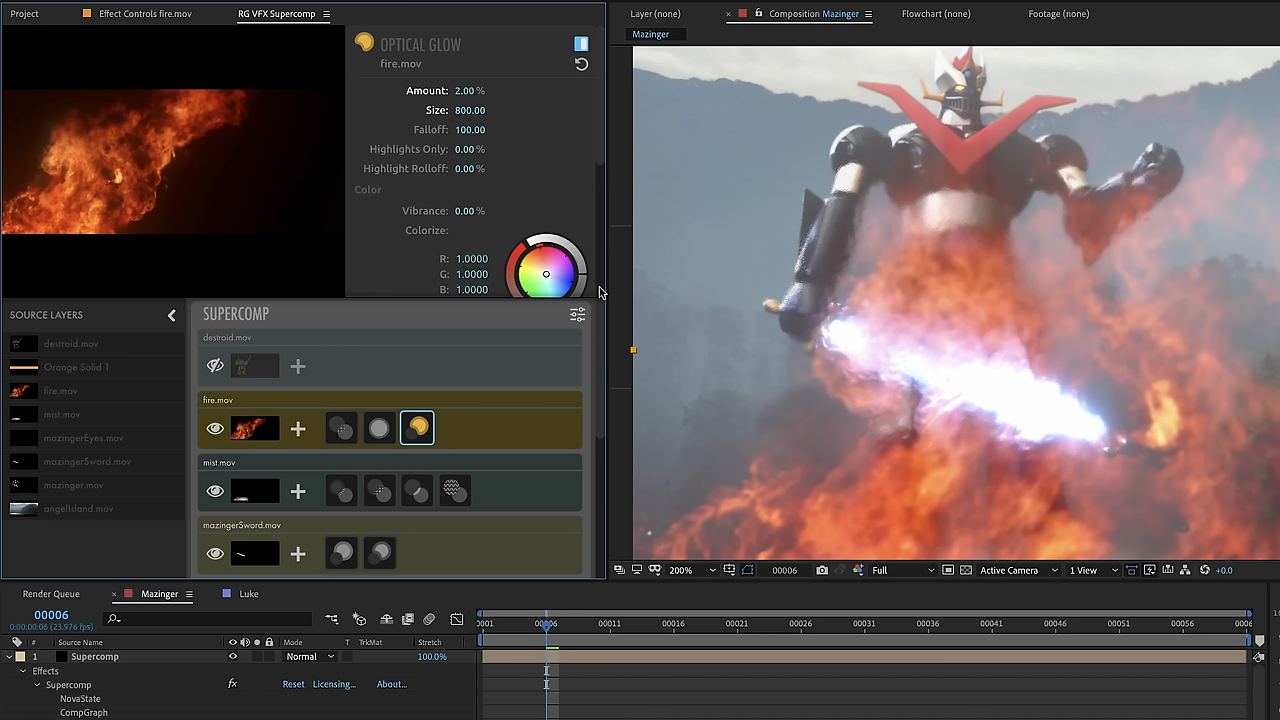 Project
Effect Controls fire.mov
RG VFX Supercomp
Layer (none)
Composition Mazinger
Flowchart (none)
Footage (none)
Mazinger
OPTICAL GLOW
fire.mov
Amount: 2.00 %
Size: 800.00
Falloff: 100.00
Highlights Only: 0.00 %
Highlight Rolloff: 0.00 %
Color
Vibrance: 0.00 %
Colorize:
R: 1.0000
G: 1.0000
B: 1.0000
SOURCE LAYERS
destroid.mov
Orange Solid 1
fire.mov
mist.mov
mazingerEyes.mov
mazingerSword.mov
mazinger.mov
angelIsland.mov
SUPERCOMP
destroid.mov
fire.mov
mist.mov
mazingerSword.mov
200%
00006
Full
Active Camera
1 View
+0.0
Render Queue
Mazinger
Luke
00006
0:00:00:06 (23.976 fps)
0001 00006 00011 00016 00021 00026 00031 00036 00041 00046 00051 00056 0006
# Source Name Mode T TrkMat Stretch
1 Supercomp Normal 100.0%
Effects
Supercomp fx Reset Licensing... About...
NovaState
CompGraph